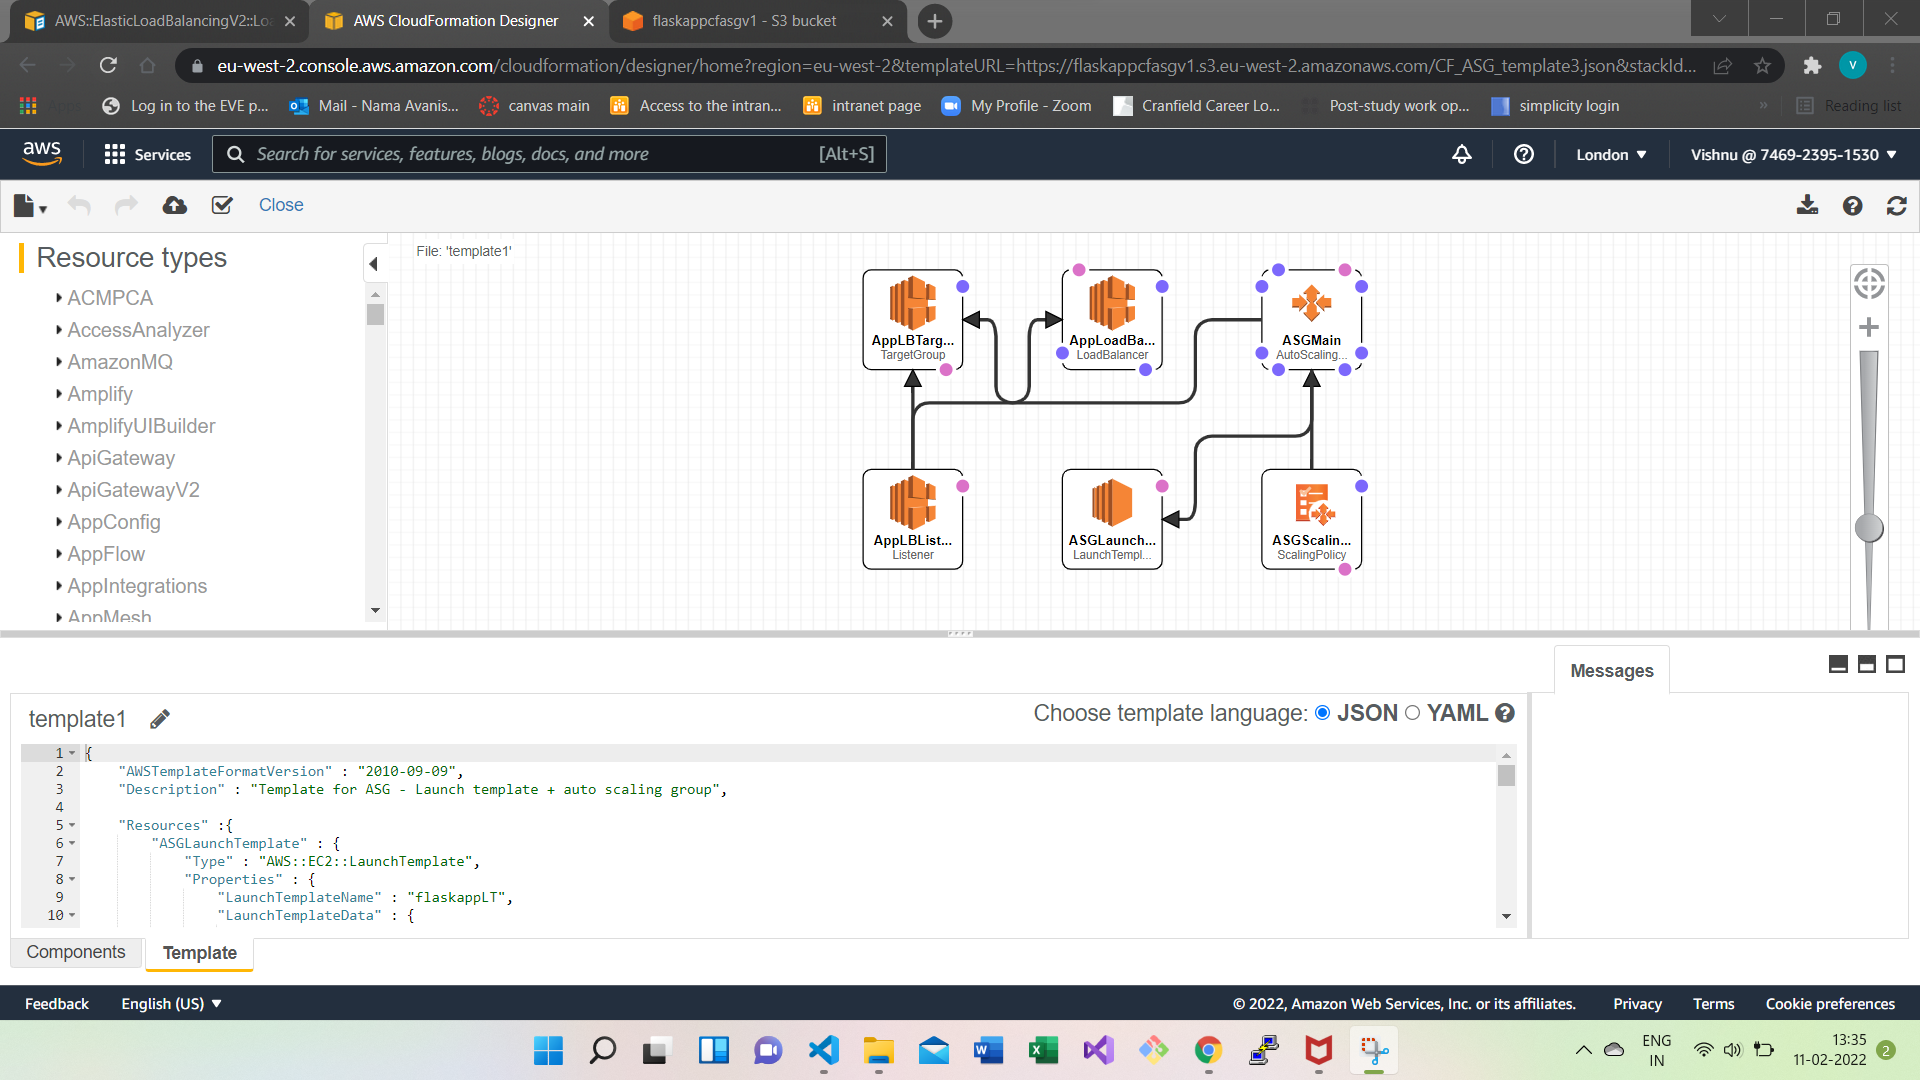 AWS::ElasticLoadBalancingV2::Loa
AWS CloudFormation Designer
flaskappcfasgv1 - S3 bucket
eu-west-2.console.aws.amazon.com/cloudformation/designer/home?region=eu-west-2&templateURL=https://flaskappcfasgv1.s3.eu-west-2.amazonaws.com/CF_ASG_template3.json&stackId...
V
Apps
Log in to the EVE p...
Mail - Nama Avanis...
canvas main
Access to the intran...
intranet page
My Profile - Zoom
Cranfield Career Lo...
Post-study work op...
simplicity login
»
Reading list
aws
Services
Search for services, features, blogs, docs, and more
[Alt+S]
London
Vishnu @ 7469-2395-1530
Close
Resource types
ACMPCA
AccessAnalyzer
AmazonMQ
Amplify
AmplifyUIBuilder
ApiGateway
ApiGatewayV2
AppConfig
AppFlow
AppIntegrations
AppMesh
File: 'template1'
AppLBTarg...
TargetGroup
AppLoadBa...
LoadBalancer
ASGMain
AutoScaling...
AppLBList...
Listener
ASGLaunch...
LaunchTempl...
ASGScalin...
ScalingPolicy
Messages
template1
Choose template language: JSON YAML
1 {
2 "AWSTemplateFormatVersion" : "2010-09-09",
3 "Description" : "Template for ASG - Launch template + auto scaling group",
4
5 "Resources" :{
6 "ASGLaunchTemplate" : {
7 "Type" : "AWS::EC2::LaunchTemplate",
8 "Properties" : {
9 "LaunchTemplateName" : "flaskappLT",
10 "LaunchTemplateData" : {
Components
Template
Feedback
English (US)
© 2022, Amazon Web Services, Inc. or its affiliates.
Privacy
Terms
Cookie preferences
ENG
IN
13:35
11-02-2022
2